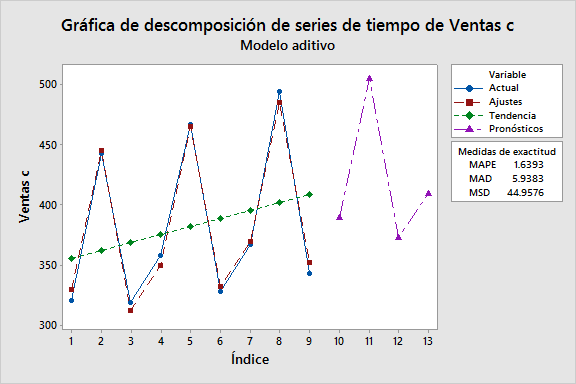 Gráfica de descomposición de series de tiempo de Ventas c
Modelo aditivo
Variable
Actual
Ajustes
Tendencia
Pronósticos
Medidas de exactitud
MAPE 1.6393
MAD 5.9383
MSD 44.9576
Ventas c
500
450
400
350
300
1 2 3 4 5 6 7 8 9 10 11 12 13
Índice